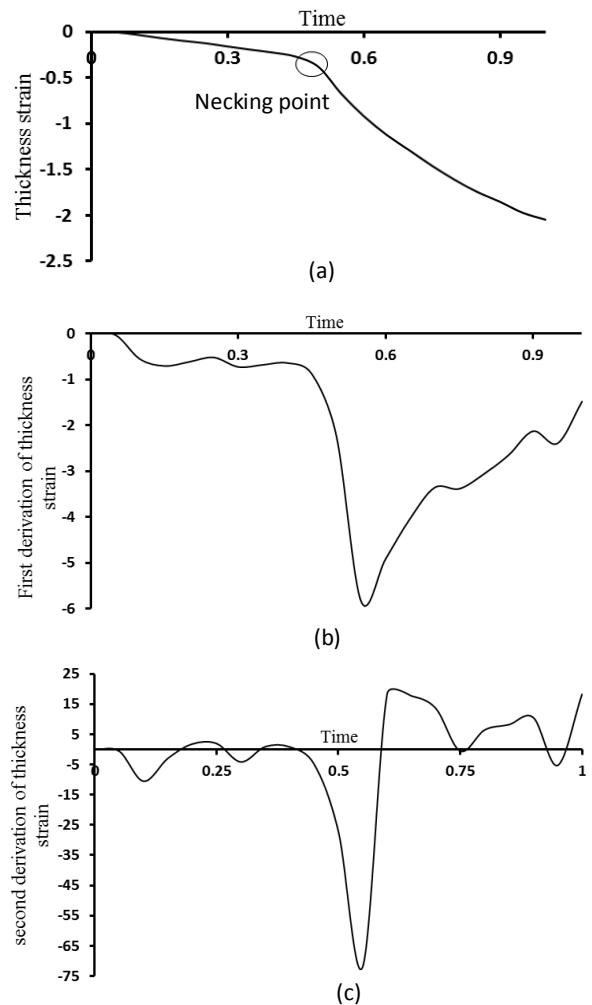 Time
0
0 0.3 0.6 0.9
-0.5
-1
-1.5
-2
-2.5
Thickness strain
Necking point
(a)
Time
0
0 0.3 0.6 0.9
-1
-2
-3
-4
-5
-6
First derivation of thickness
strain
(b)
25
15
5
-5
-15
-25
-35
-45
-55
-65
-75
Time
0 0.25 0.5 0.75 1
second derivation of thickness
strain
(c)